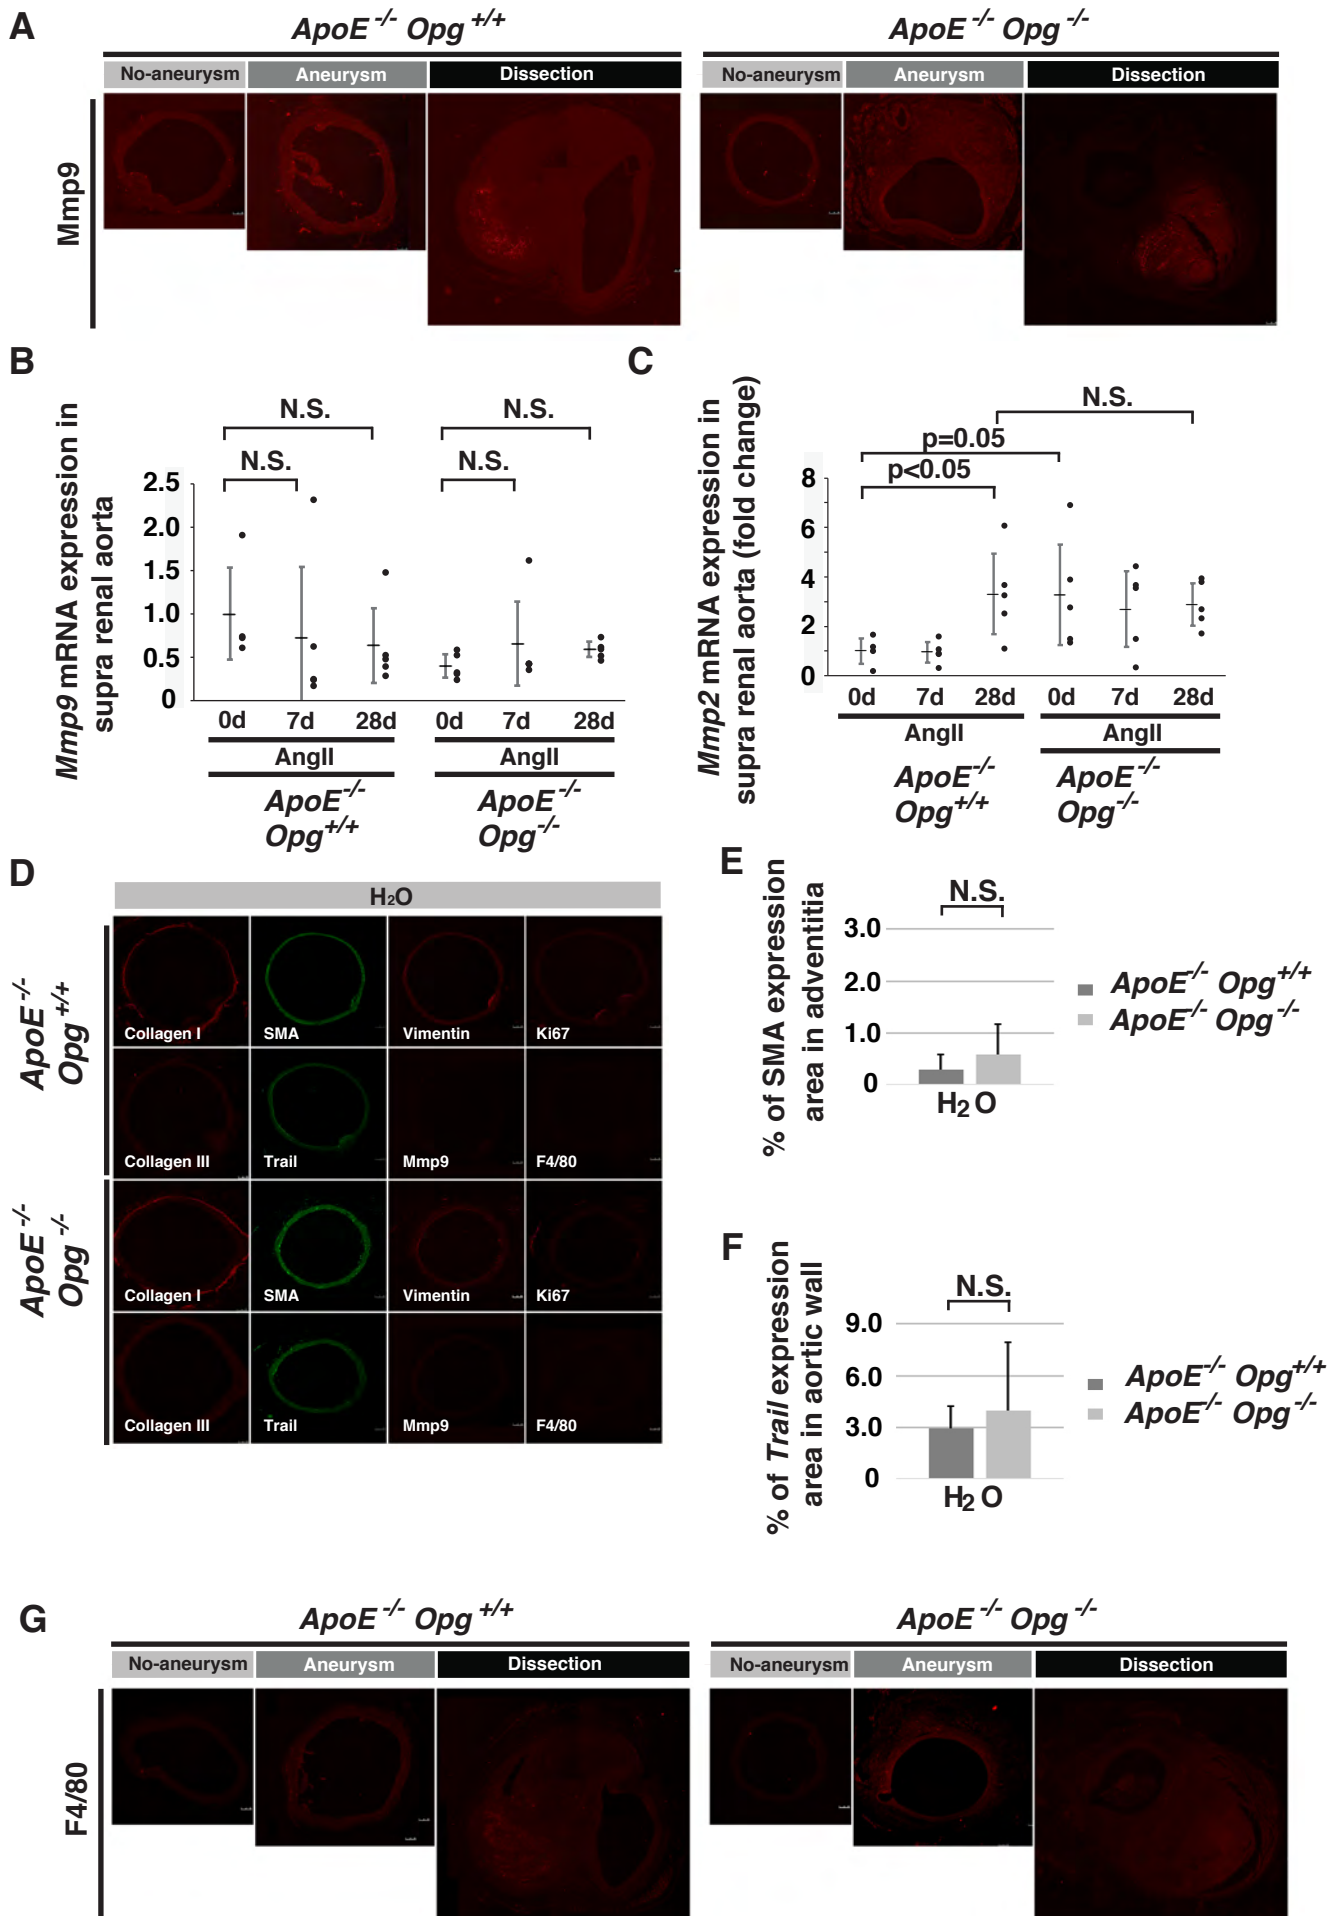 A
ApoE -/- Opg +/+
ApoE -/- Opg -/-
No-aneurysm
Aneurysm
Dissection
No-aneurysm
Aneurysm
Dissection
Mmp9
B
Mmp9 mRNA expression in
supra renal aorta
N.S.
N.S.
N.S.
N.S.
2.5
2.0
1.5
1.0
0.5
0
0d
7d
28d
0d
7d
28d
AngII
AngII
ApoE-/-
Opg+/+
ApoE-/-
Opg-/-
C
Mmp2 mRNA expression in
supra renal aorta (fold change)
N.S.
p=0.05
p<0.05
8
6
4
2
0
0d
7d
28d
0d
7d
28d
AngII
AngII
ApoE-/-
Opg+/+
ApoE-/-
Opg-/-
D
H2O
ApoE -/-
Opg +/+
Collagen I
SMA
Vimentin
Ki67
Collagen III
Trail
Mmp9
F4/80
ApoE -/-
Opg -/-
Collagen I
SMA
Vimentin
Ki67
Collagen III
Trail
Mmp9
F4/80
E
% of SMA expression
area in adventitia
N.S.
3.0
2.0
1.0
0
H2 O
ApoE-/- Opg+/+
ApoE-/- Opg-/-
F
% of Trail expression
area in aortic wall
N.S.
9.0
6.0
3.0
0
H2 O
ApoE-/- Opg+/+
ApoE-/- Opg-/-
G
ApoE -/- Opg +/+
ApoE -/- Opg -/-
No-aneurysm
Aneurysm
Dissection
No-aneurysm
Aneurysm
Dissection
F4/80